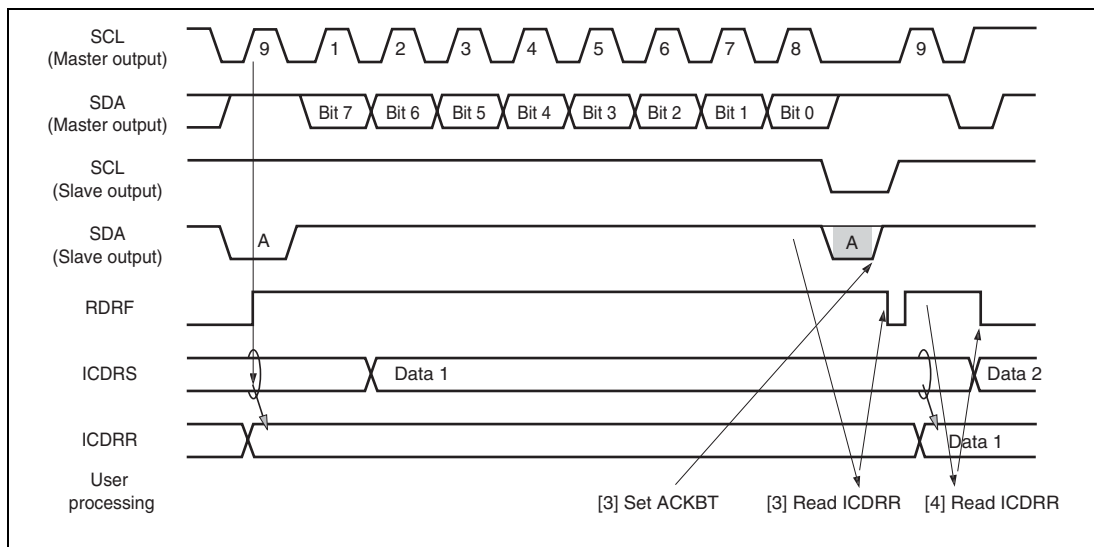 SCL
(Master output)
9 1 2 3 4 5 6 7 8 9
SDA
(Master output)
Bit 7 Bit 6 Bit 5 Bit 4 Bit 3 Bit 2 Bit 1 Bit 0
SCL
(Slave output)
SDA
(Slave output)
A A
RDRF
ICDRS
Data 1 Data 2
ICDRR
Data 1
User
processing
[3] Set ACKBT [3] Read ICDRR [4] Read ICDRR